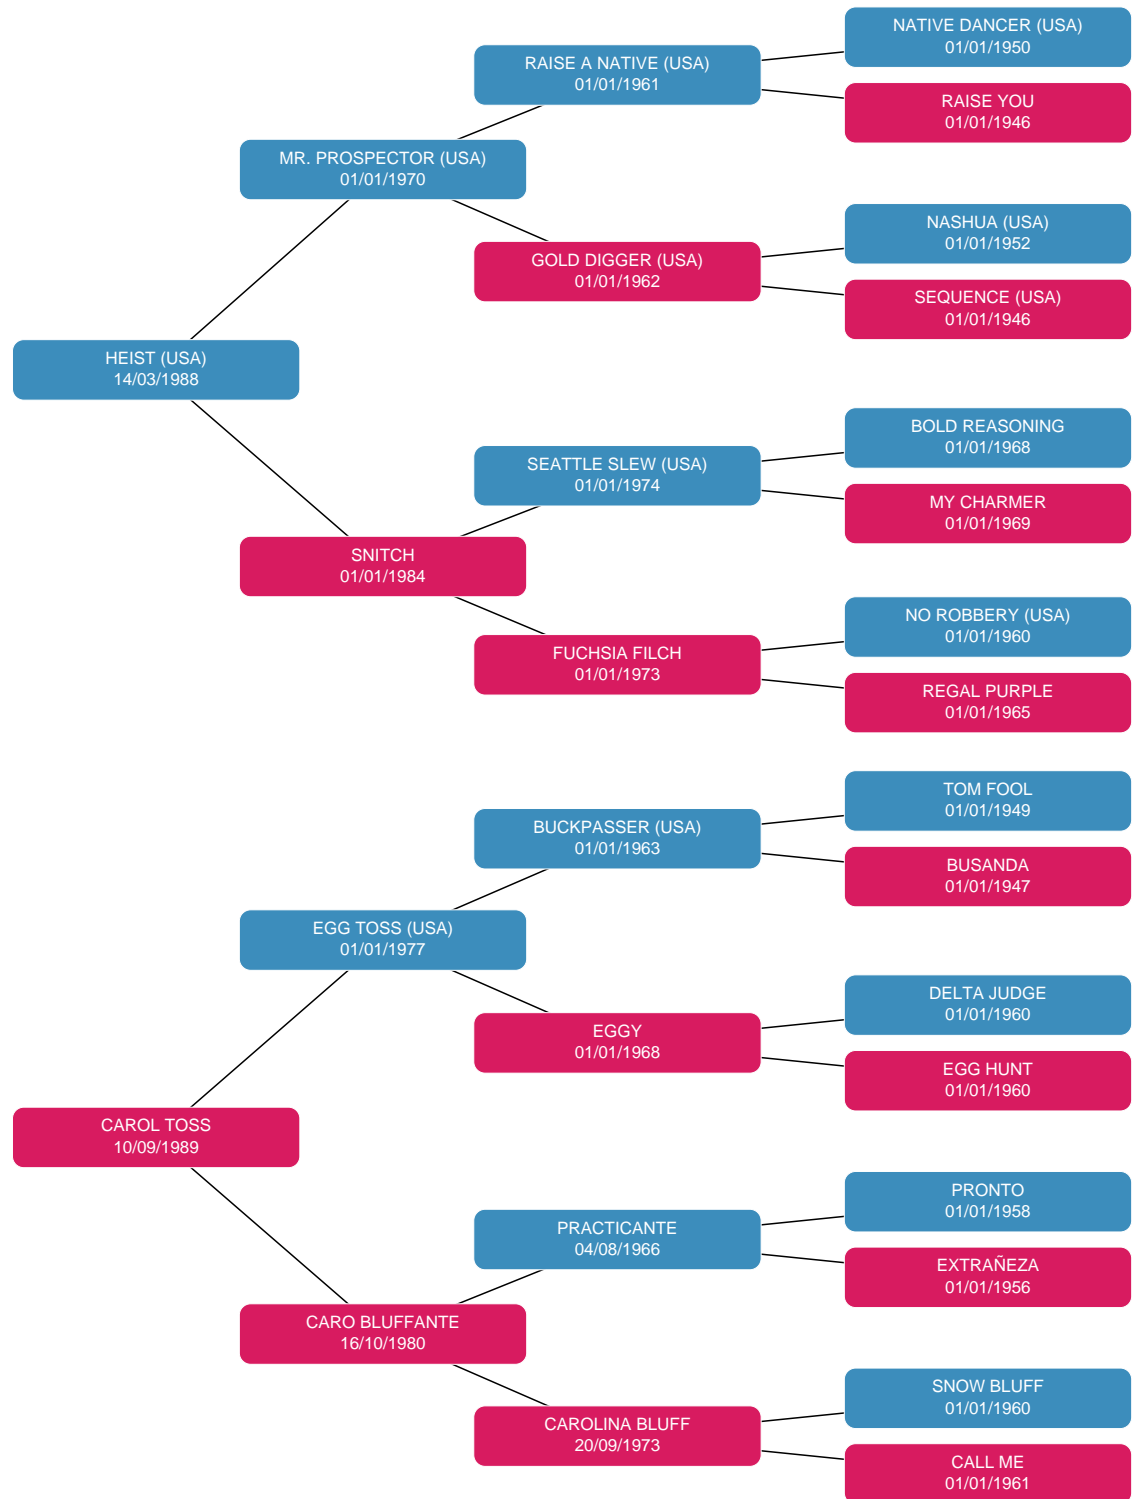 NATIVE DANCER (USA)
01/01/1950
RAISE A NATIVE (USA)
01/01/1961
RAISE YOU
01/01/1946
MR. PROSPECTOR (USA)
01/01/1970
NASHUA (USA)
01/01/1952
GOLD DIGGER (USA)
01/01/1962
SEQUENCE (USA)
01/01/1946
HEIST (USA)
14/03/1988
BOLD REASONING
01/01/1968
SEATTLE SLEW (USA)
01/01/1974
MY CHARMER
01/01/1969
SNITCH
01/01/1984
NO ROBBERY (USA)
01/01/1960
FUCHSIA FILCH
01/01/1973
REGAL PURPLE
01/01/1965
TOM FOOL
01/01/1949
BUCKPASSER (USA)
01/01/1963
BUSANDA
01/01/1947
EGG TOSS (USA)
01/01/1977
DELTA JUDGE
01/01/1960
EGGY
01/01/1968
EGG HUNT
01/01/1960
CAROL TOSS
10/09/1989
PRONTO
01/01/1958
PRACTICANTE
04/08/1966
EXTRAÑEZA
01/01/1956
CARO BLUFFANTE
16/10/1980
SNOW BLUFF
01/01/1960
CAROLINA BLUFF
20/09/1973
CALL ME
01/01/1961